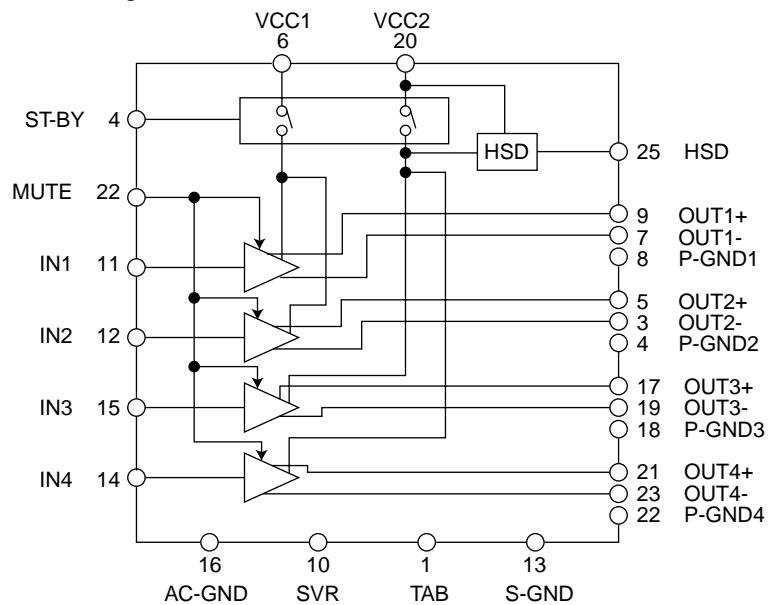 VCC1 VCC2
6 20
ST-BY 4
HSD 25 HSD
MUTE 22
9 OUT1+
7 OUT1-
IN1 11 8 P-GND1
5 OUT2+
3 OUT2-
IN2 12 4 P-GND2
17 OUT3+
IN3 15 19 OUT3-
18 P-GND3
21 OUT4+
IN4 14 23 OUT4-
22 P-GND4
16 10 1 13
AC-GND SVR TAB S-GND